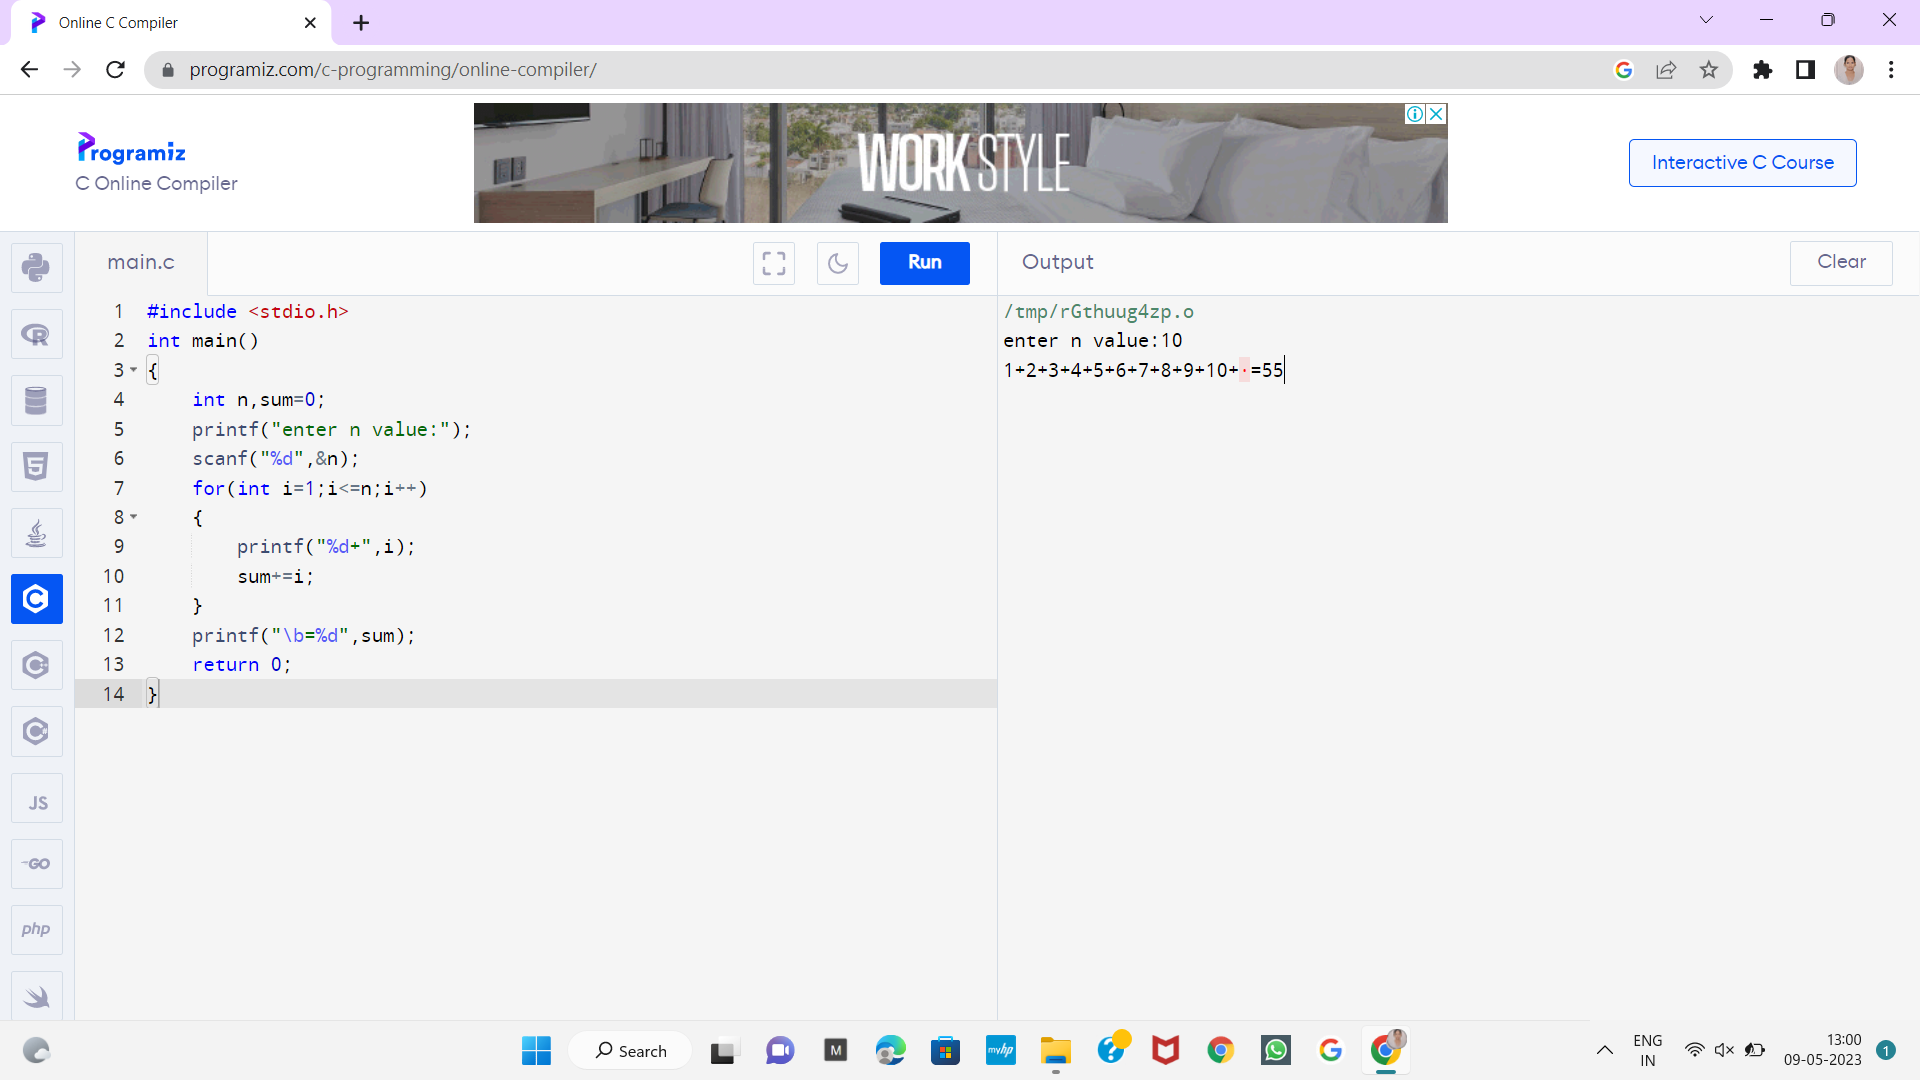 Online C Compiler
programiz.com/c-programming/online-compiler/
Programiz
C Online Compiler
WORK STYLE
Interactive C Course
main.c
Run
Output
Clear
1 #include <stdio.h>
2 int main()
3 {
4 int n,sum=0;
5 printf("enter n value:");
6 scanf("%d",&n);
7 for(int i=1;i<=n;i++)
8 {
9 printf("%d+",i);
10 sum+=i;
11 }
12 printf("\b=%d",sum);
13 return 0;
14 }
/tmp/rGthuug4zp.o
enter n value:10
1+2+3+4+5+6+7+8+9+10+·=55
R
5
C
C
C
JS
GO
php
Search
M
myhp
ENG
IN
13:00
09-05-2023
1